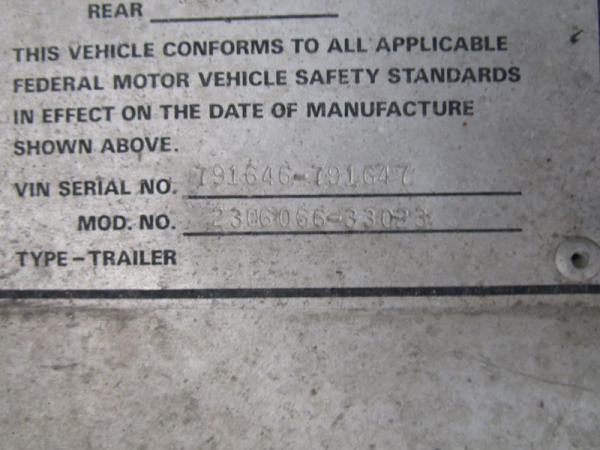 REAR
THIS VEHICLE CONFORMS TO ALL APPLICABLE
FEDERAL MOTOR VEHICLE SAFETY STANDARDS
IN EFFECT ON THE DATE OF MANUFACTURE
SHOWN ABOVE.
VIN SERIAL NO. 791646-791647
MOD. NO.
TYPE-TRAILER